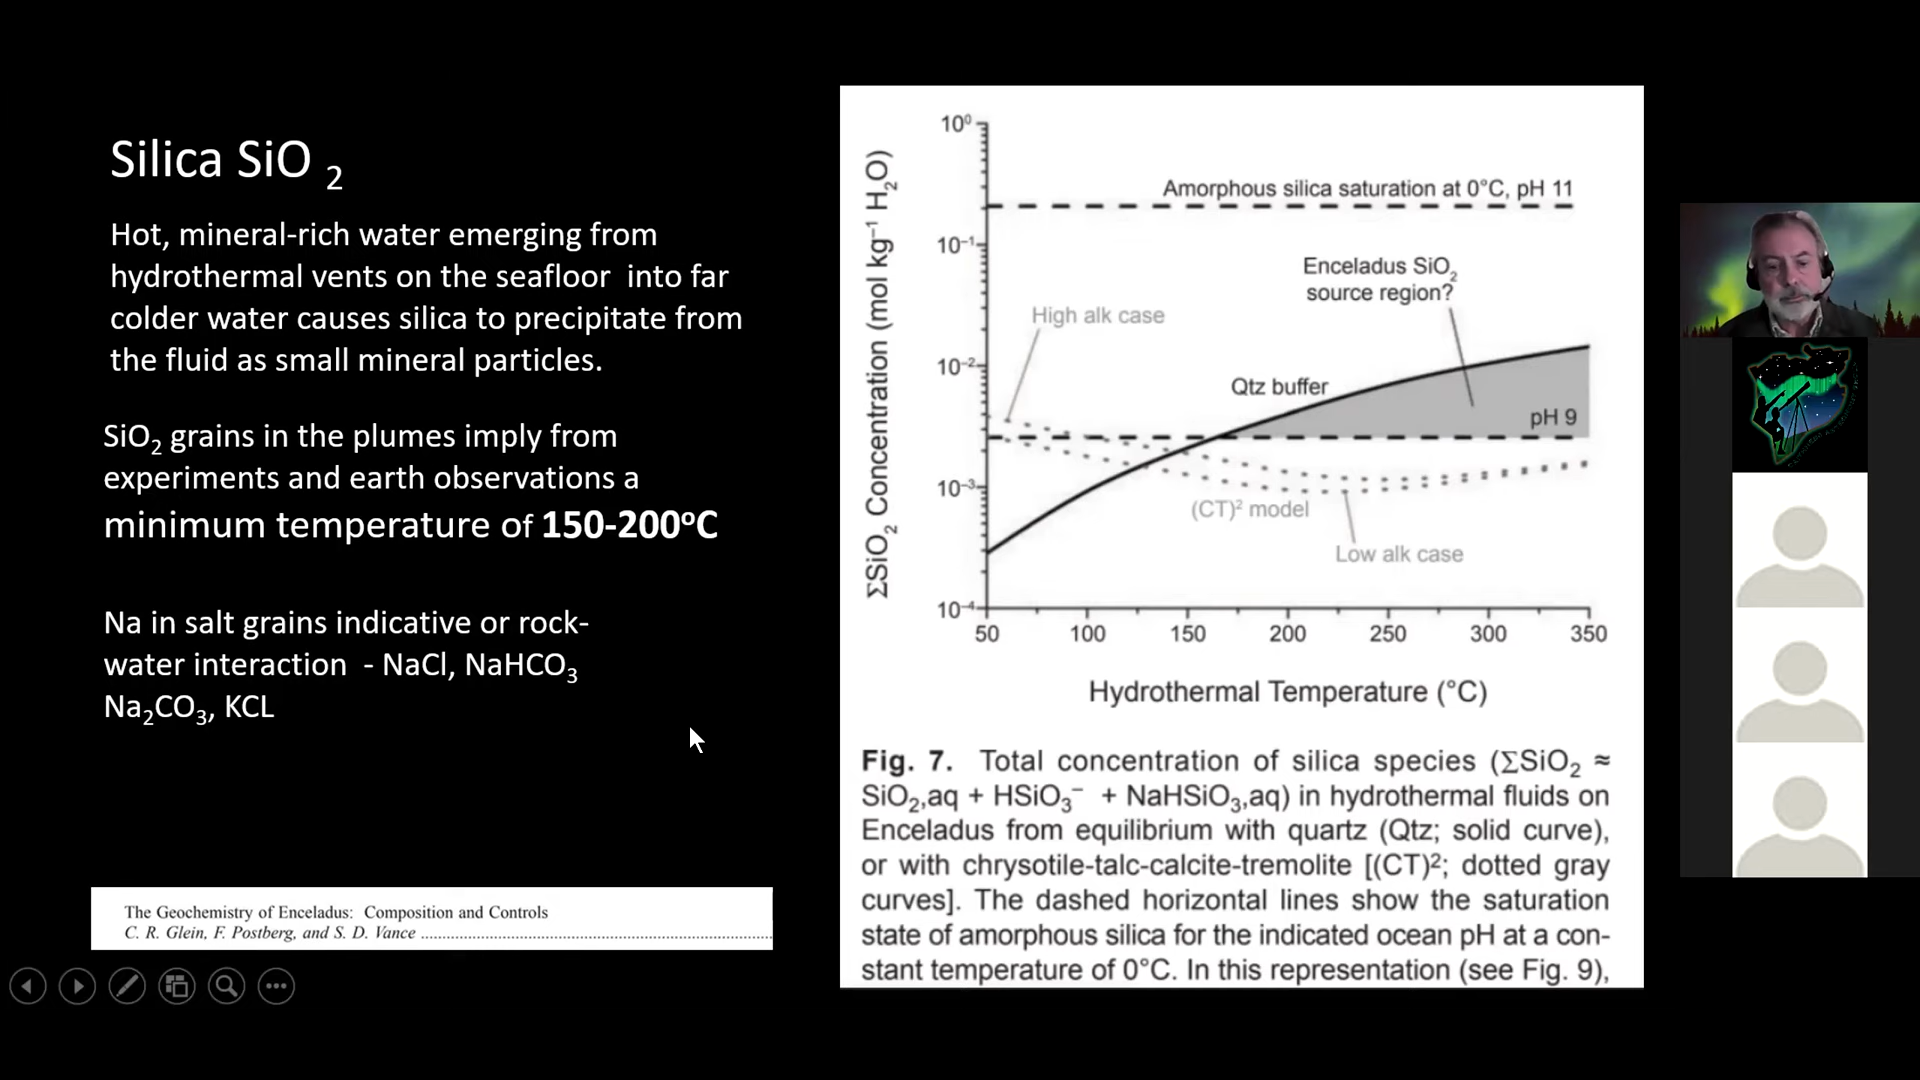 Silica SiO 2
Hot, mineral-rich water emerging from
hydrothermal vents on the seafloor into far
colder water causes silica to precipitate from
the fluid as small mineral particles.
SiO₂ grains in the plumes imply from
experiments and earth observations a
minimum temperature of 150-200ºC
Na in salt grains indicative or rock-
water interaction - NaCl, NaHCO₃
Na₂CO₃, KCL
The Geochemistry of Enceladus: Composition and Controls
C. R. Glein, F. Postberg, and S. D. Vance
ΣSiO₂ Concentration (mol kg⁻¹ H₂O)
10⁰
10⁻¹
10⁻²
10⁻³
10⁻⁴
Amorphous silica saturation at 0°C, pH 11
Enceladus SiO₂
source region?
High alk case
Qtz buffer
pH 9
(CT)² model
Low alk case
50 100 150 200 250 300 350
Hydrothermal Temperature (°C)
Fig. 7. Total concentration of silica species (ΣSiO₂ ≈
SiO₂,aq + HSiO₃⁻ + NaHSiO₃,aq) in hydrothermal fluids on
Enceladus from equilibrium with quartz (Qtz; solid curve),
or with chrysotile-talc-calcite-tremolite [(CT)²; dotted gray
curves]. The dashed horizontal lines show the saturation
state of amorphous silica for the indicated ocean pH at a con-
stant temperature of 0°C. In this representation (see Fig. 9),